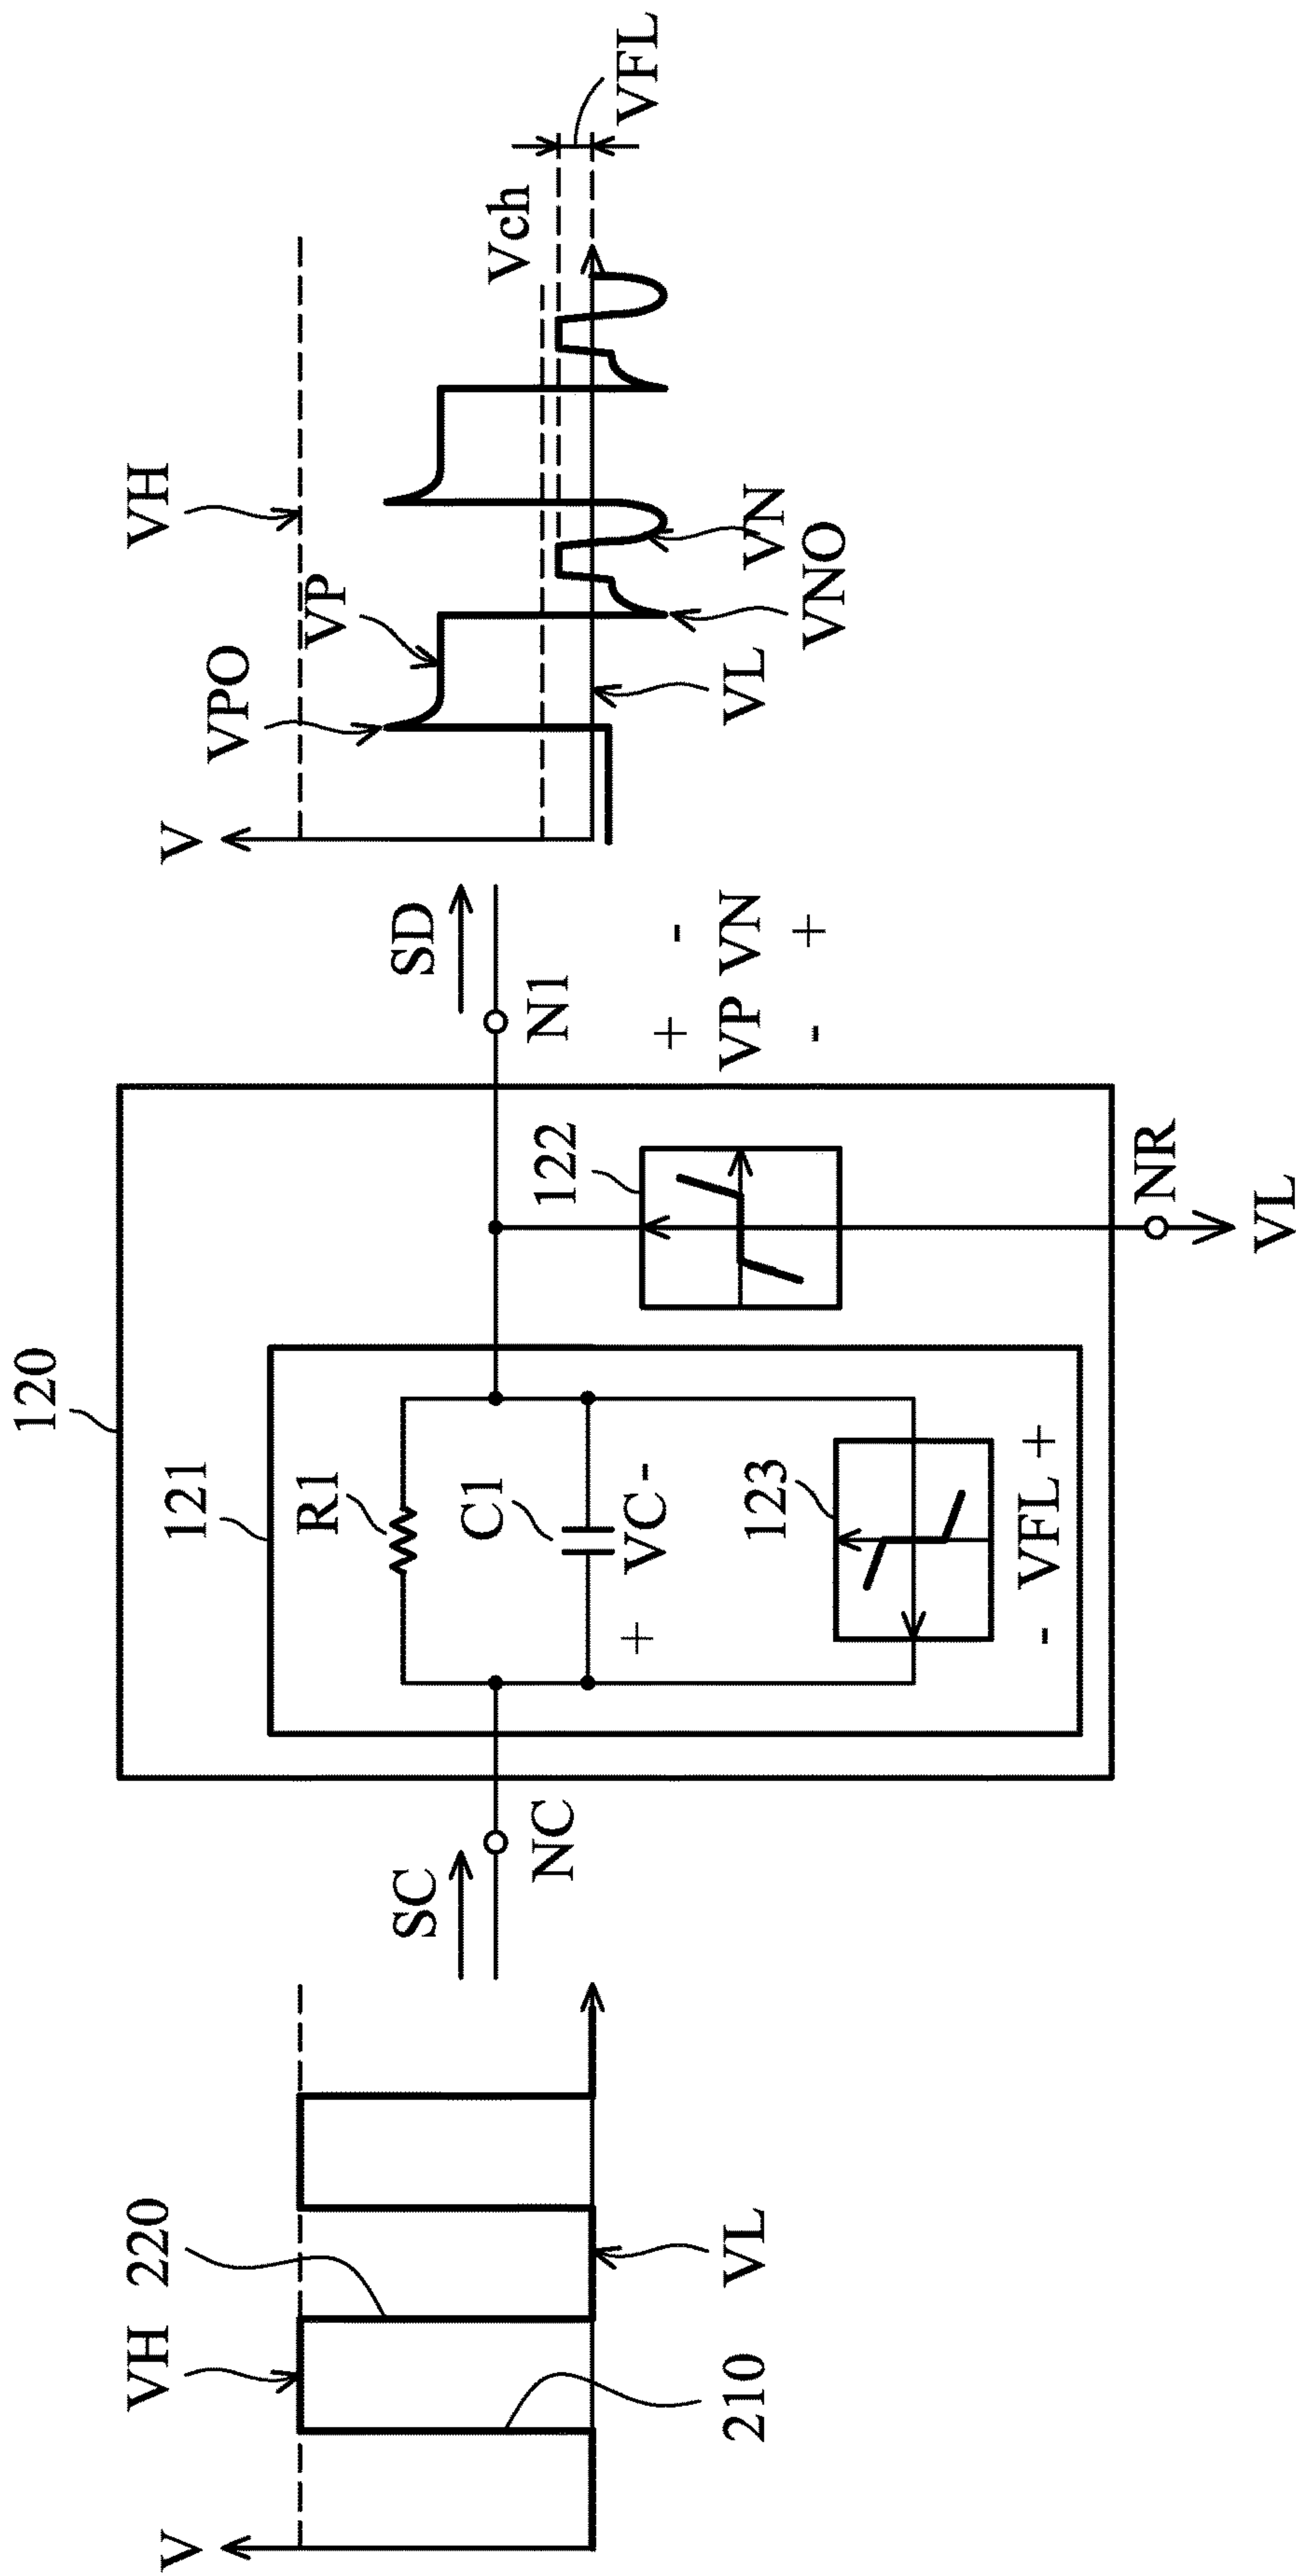 V
VH
220
210
VL
SC
NC
120
121
R1
C1
+ VC -
123
- VFL +
122
NR
VL
SD
N1
+ -
VP VN
- +
V
VPO
VP
VH
VL
VNO
VN
Vch
VFL